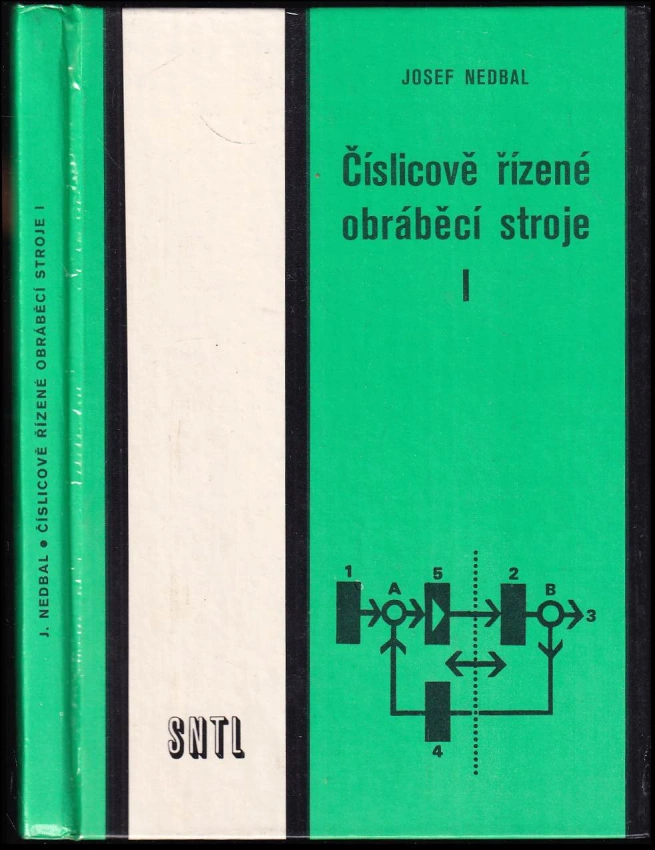 J. NEDBAL • ČÍSLICOVĚ ŘÍZENÉ OBRÁBĚCÍ STROJE I
JOSEF NEDBAL
Číslicově řízené
obráběcí stroje
I
1
A
5
2
B
3
4
SNTL